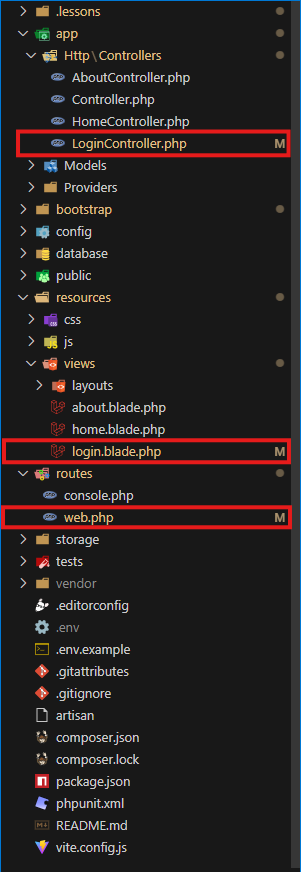 .lessons
app
Http\Controllers
AboutController.php
Controller.php
HomeController.php
LoginController.php M
Models
Providers
bootstrap
config
database
public
resources
css
js
views
layouts
about.blade.php
home.blade.php
login.blade.php M
routes
console.php
web.php M
storage
tests
vendor
.editorconfig
.env
.env.example
.gitattributes
.gitignore
artisan
composer.json
composer.lock
package.json
phpunit.xml
README.md
vite.config.js